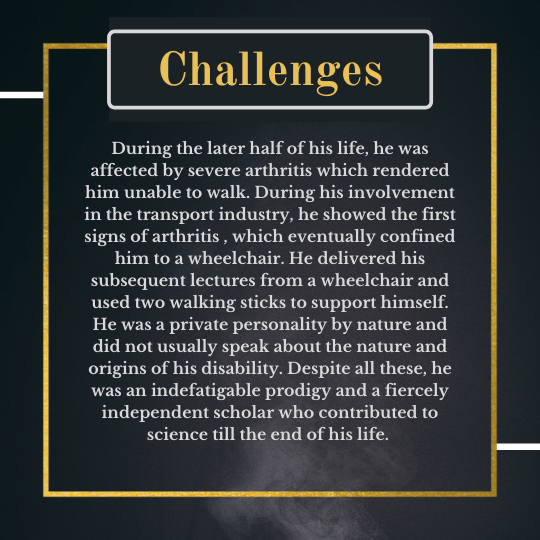 Challenges
During the later half of his life, he was
affected by severe arthritis which rendered
him unable to walk. During his involvement
in the transport industry, he showed the first
signs of arthritis , which eventually confined
him to a wheelchair. He delivered his
subsequent lectures from a wheelchair and
used two walking sticks to support himself.
He was a private personality by nature and
did not usually speak about the nature and
origins of his disability. Despite all these, he
was an indefatigable prodigy and a fiercely
independent scholar who contributed to
science till the end of his life.